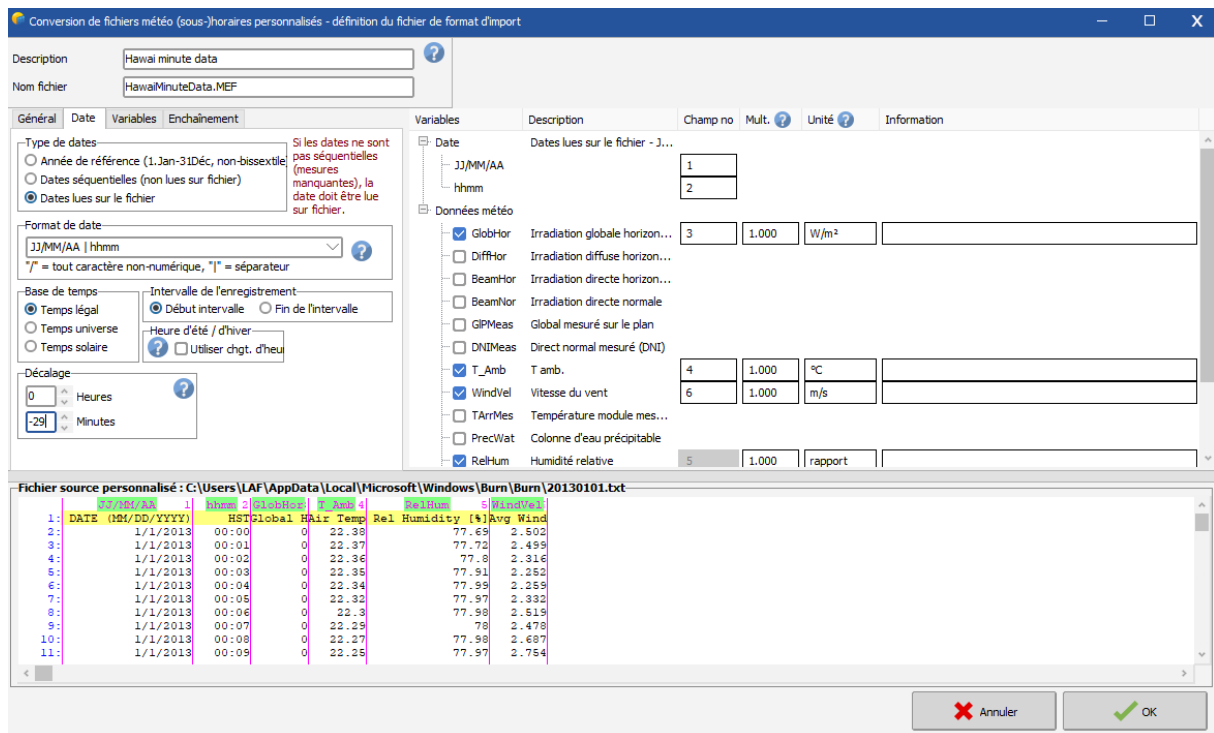 Conversion de fichiers météo (sous-)horaires personnalisés - définition du fichier de format d'import
Description Hawai minute data
Nom fichier HawaiMinuteData.MEF
Général Date Variables Enchaînement
Type de dates
Année de référence (1.Jan-31Déc, non-bissextile
Dates séquentielles (non lues sur fichier)
Dates lues sur le fichier
Si les dates ne sont
pas séquentielles
(mesures
manquantes), la
date doit être lue
sur fichier.
Format de date
JJ/MM/AA | hhmm
"/" = tout caractère non-numérique, "|" = séparateur
Base de temps
Temps légal
Temps universe
Temps solaire
Intervalle de l'enregistrement
Début intervalle Fin de l'intervalle
Heure d'été / d'hiver
Utiliser chgt. d'heur
Décalage
0 Heures
-29 Minutes
Variables Description Champ no Mult. Unité Information
Date Dates lues sur le fichier - J...
JJ/MM/AA 1
hhmm 2
Données météo
GlobHor Irradiation globale horizon... 3 1.000 W/m²
DiffHor Irradiation diffuse horizon...
BeamHor Irradiation directe horizon...
BeamNor Irradiation directe normale
GlPMeas Global mesuré sur le plan
DNIMeas Direct normal mesuré (DNI)
T_Amb T amb. 4 1.000 °C
WindVel Vitesse du vent 6 1.000 m/s
TArrMes Température module mes...
PrecWat Colonne d'eau précipitable
RelHum Humidité relative 5 1.000 rapport
Fichier source personnalisé : C:\Users\LAF\AppData\Local\Microsoft\Windows\Burn\Burn\20130101.txt
JJ/MM/AA 1 hhmm 2 GlobHor T_Amb 4 RelHum 5 WindVel
1: DATE (MM/DD/YYYY) HST Global H Air Temp Rel Humidity [%] Avg Wind
2: 1/1/2013 00:00 0 22.38 77.69 2.502
3: 1/1/2013 00:01 0 22.37 77.72 2.499
4: 1/1/2013 00:02 0 22.36 77.8 2.316
5: 1/1/2013 00:03 0 22.35 77.91 2.252
6: 1/1/2013 00:04 0 22.34 77.99 2.259
7: 1/1/2013 00:05 0 22.32 77.97 2.332
8: 1/1/2013 00:06 0 22.3 77.98 2.519
9: 1/1/2013 00:07 0 22.29 78 2.478
10: 1/1/2013 00:08 0 22.27 77.98 2.687
11: 1/1/2013 00:09 0 22.25 77.97 2.754
Annuler OK